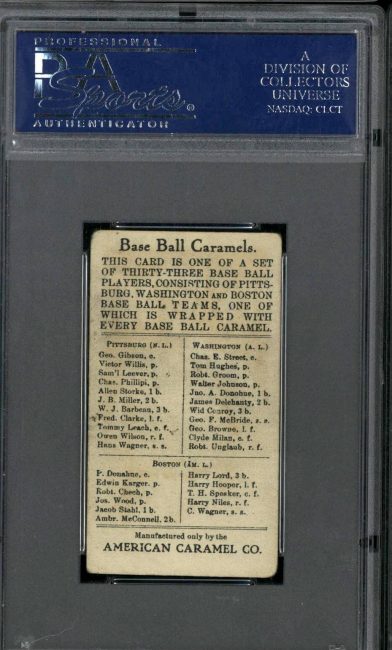 PROFESSIONAL
PSA
Sports
AUTHENTICATOR
A
DIVISION OF
COLLECTORS
UNIVERSE
NASDAQ: CLCT
Base Ball Caramels.
THIS CARD IS ONE OF A SET
OF THIRTY-THREE BASE BALL
PLAYERS, CONSISTING OF PITTS-
BURG, WASHINGTON AND BOSTON
BASE BALL TEAMS, ONE OF
WHICH IS WRAPPED WITH
EVERY BASE BALL CARAMEL.
PITTSBURG (N. L.)
Geo. Gibson, c.
Victor Willis, p.
Sam'l Leever, p.
Chas. Phillipi, p.
Allen Storke, 1 b.
J. B. Miller, 2 b.
W. J. Barbeau, 3 b.
Fred. Clarke, l. f.
Tommy Leach, c. f.
Owen Wilson, r. f.
Hans Wagner, s. s.
WASHINGTON (A. L.)
Chas. E. Street, c.
Tom Hughes, p.
Robt. Groom, p.
Walter Johnson, p.
Jno. A. Donohue, 1 b.
James Delehanty, 2 b.
Wid Conroy, 3 b.
Geo. F. McBride, s. s.
Geo. Browne, l. f.
Clyde Milan, c. f.
Robt. Unglaub, r. f.
BOSTON (AM. L.)
P. Donahue, c.
Edwin Karger. p.
Robt. Chech, p.
Jos. Wood, p.
Jacob Stahl, 1 b.
Ambr. McConnell, 2 b.
Harry Lord, 3 b.
Harry Hooper, l. f.
T. H. Speaker, c. f.
Harry Niles, r. f.
C. Wagner, s. s.
Manufactured only by the
AMERICAN CARAMEL CO.